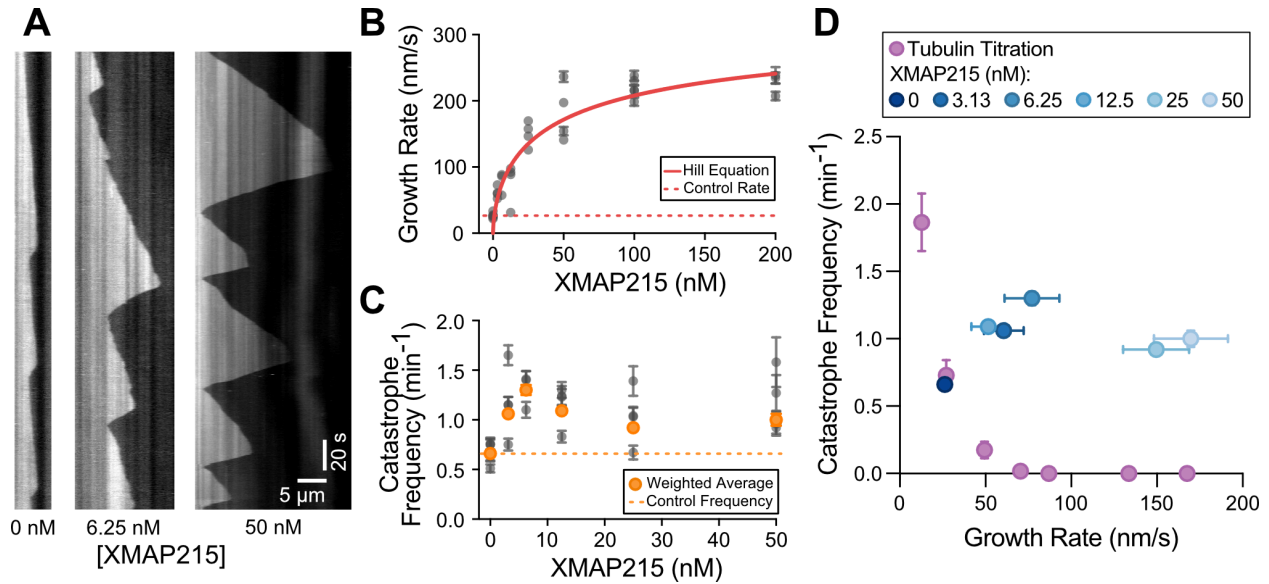 A
0 nM
6.25 nM
50 nM
[XMAP215]
5 µm
20 s
B
Growth Rate (nm/s)
300
200
100
0
0
50
100
150
200
XMAP215 (nM)
Hill Equation
Control Rate
C
Catastrophe
Frequency (min-1)
2.0
1.5
1.0
0.5
0.0
0
10
20
30
40
50
XMAP215 (nM)
Weighted Average
Control Frequency
D
Tubulin Titration
XMAP215 (nM):
0 3.13 6.25 12.5 25 50
Catastrophe Frequency (min-1)
2.5
2.0
1.5
1.0
0.5
0.0
0
50
100
150
200
Growth Rate (nm/s)